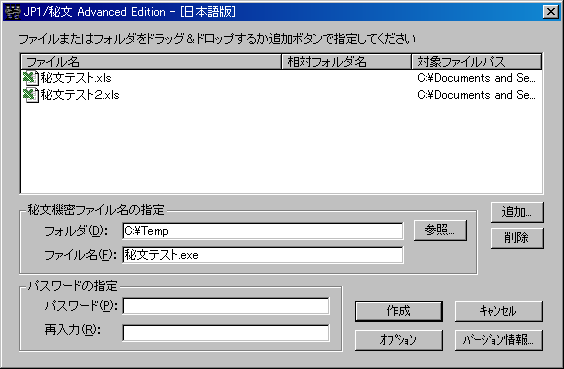 JP1/秘文 Advanced Edition - [日本語版]
ファイルまたはフォルダをドラッグ＆ドロップするか追加ボタンで指定してください
ファイル名 相対フォルダ名 対象ファイルパス
秘文テスト.xls C:¥Documents and Se...
秘文テスト2.xls C:¥Documents and Se...
秘文機密ファイル名の指定
追加...
フォルダ(D): C:¥Temp 参照...
削除
ファイル名(F): 秘文テスト.exe
パスワードの指定
パスワード(P): 作成 ｷｬﾝｾﾙ
再入力(R): ｵﾌﾟｼｮﾝ ﾊﾞｰｼﾞｮﾝ情報...